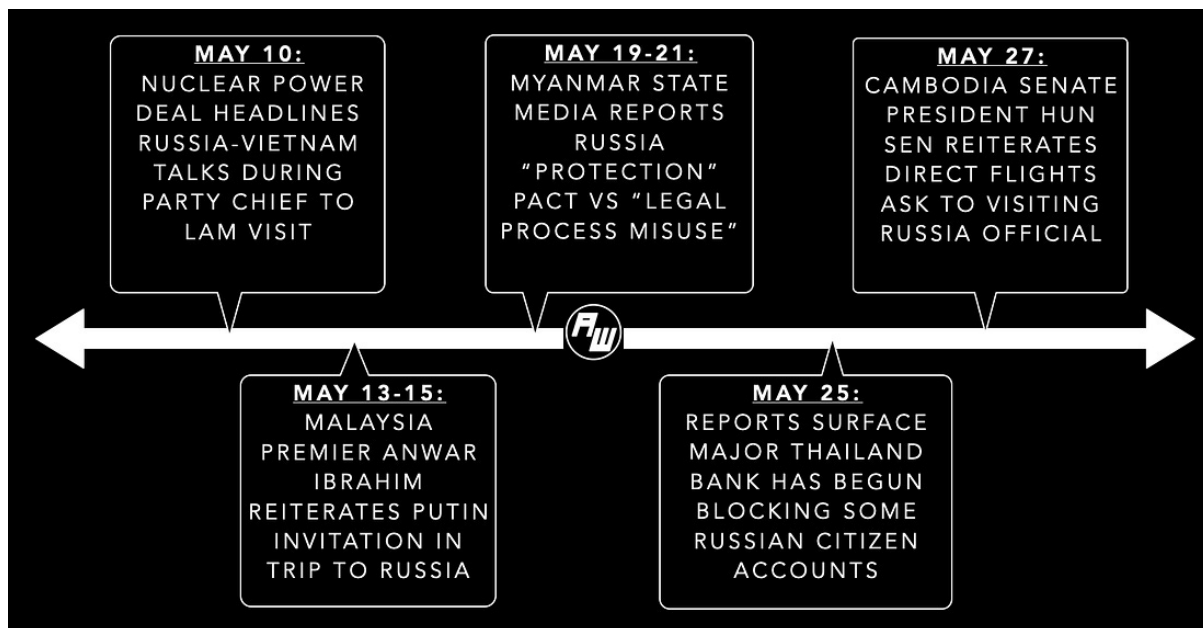 MAY 10:
NUCLEAR POWER
DEAL HEADLINES
RUSSIA-VIETNAM
TALKS DURING
PARTY CHIEF TO
LAM VISIT
MAY 19-21:
MYANMAR STATE
MEDIA REPORTS
RUSSIA
“PROTECTION”
PACT VS “LEGAL
PROCESS MISUSE”
MAY 27:
CAMBODIA SENATE
PRESIDENT HUN
SEN REITERATES
DIRECT FLIGHTS
ASK TO VISITING
RUSSIA OFFICIAL
AW
MAY 13-15:
MALAYSIA
PREMIER ANWAR
IBRAHIM
REITERATES PUTIN
INVITATION IN
TRIP TO RUSSIA
MAY 25:
REPORTS SURFACE
MAJOR THAILAND
BANK HAS BEGUN
BLOCKING SOME
RUSSIAN CITIZEN
ACCOUNTS